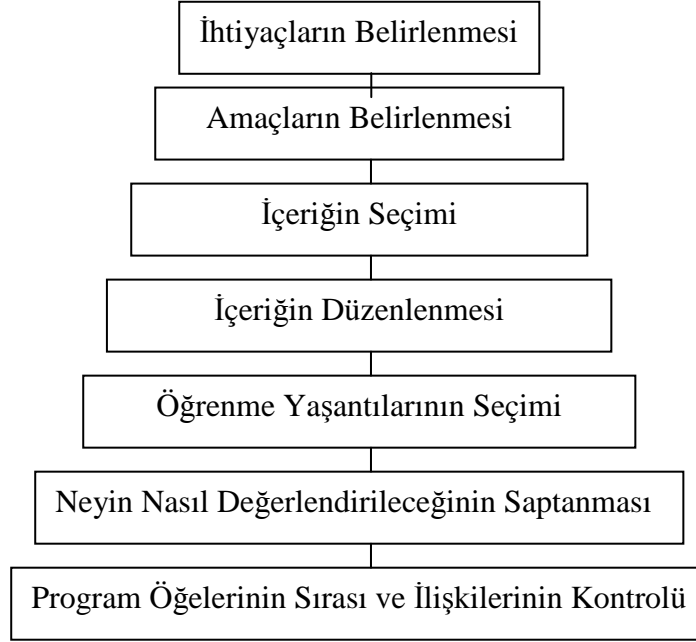 İhtiyaçların Belirlenmesi
Amaçların Belirlenmesi
İçeriğin Seçimi
İçeriğin Düzenlenmesi
Öğrenme Yaşantılarının Seçimi
Neyin Nasıl Değerlendirileceğinin Saptanması
Program Öğelerinin Sırası ve İlişkilerinin Kontrolü